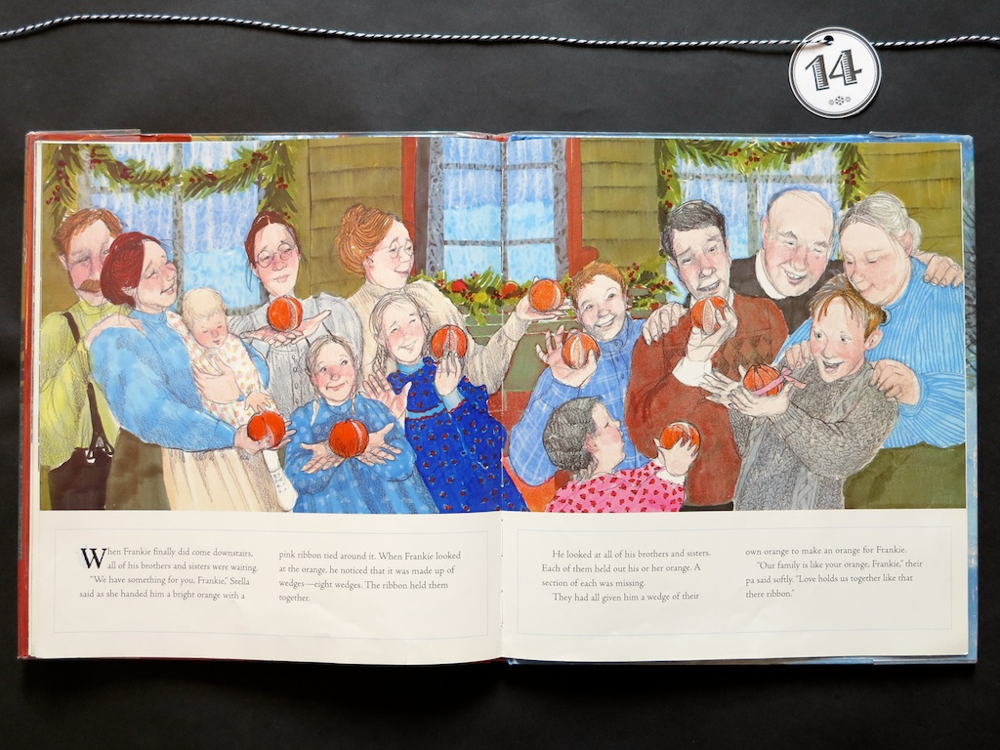 14
When Frankie finally did come downstairs,
all of his brothers and sisters were waiting.
"We have something for you, Frankie," Stella
said as she handed him a bright orange with a
pink ribbon tied around it. When Frankie looked
at the orange, he noticed that it was made up of
wedges—eight wedges. The ribbon held them
together.
He looked at all of his brothers and sisters.
Each of them held out his or her orange. A
section of each was missing.
They had all given him a wedge of their
own orange to make an orange for Frankie.
"Our family is like your orange, Frankie," their
pa said softly. "Love holds us together like that
there ribbon."